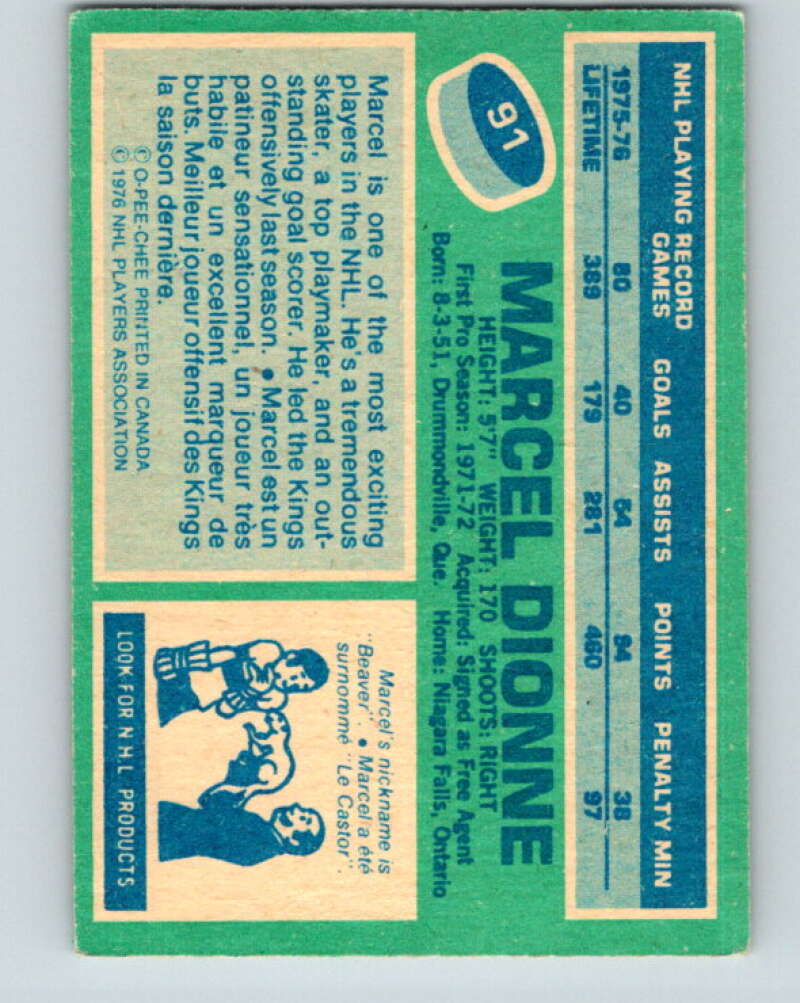 NHL PLAYING RECORD
GAMES GOALS ASSISTS POINTS PENALTY MIN
1975-76 80 40 54 94 38
LIFETIME 389 179 281 460 97
91
MARCEL DIONNE
HEIGHT: 5'7" WEIGHT: 170 SHOOTS: RIGHT
First Pro Season: 1971-72 Acquired: Signed as Free Agent
Born: 8-3-51, Drummondville, Que. Home: Niagara Falls, Ontario
Marcel is one of the most exciting
players in the NHL. He's a tremendous
skater, a top playmaker, and an out-
standing goal scorer. He led the Kings
offensively last season. • Marcel est un
patineur sensationnel, un joueur très
habile et un excellent marqueur de
buts. Meilleur joueur offensif des Kings
la saison dernière.
© O-PEE-CHEE PRINTED IN CANADA
© 1976 NHL PLAYERS ASSOCIATION
Marcel's nickname is
"Beaver". • Marcel a été
surnommé "Le Castor".
LOOK FOR N.H.L PRODUCTS